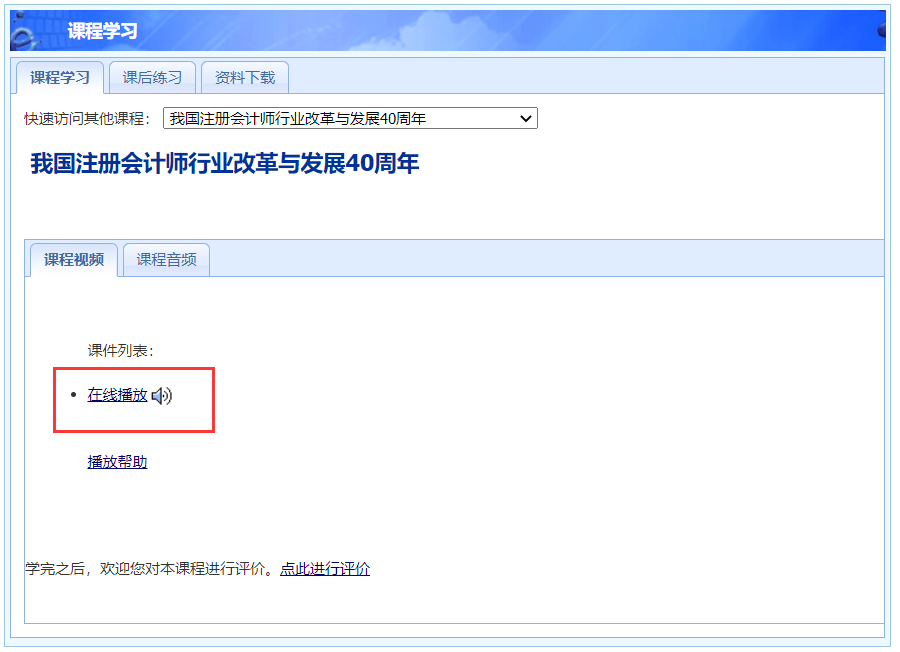 课程学习
课程学习 课后练习 资料下载
快速访问其他课程： 我国注册会计师行业改革与发展40周年
我国注册会计师行业改革与发展40周年
课程视频 课程音频
课件列表：
在线播放
播放帮助
学完之后，欢迎您对本课程进行评价。点此进行评价